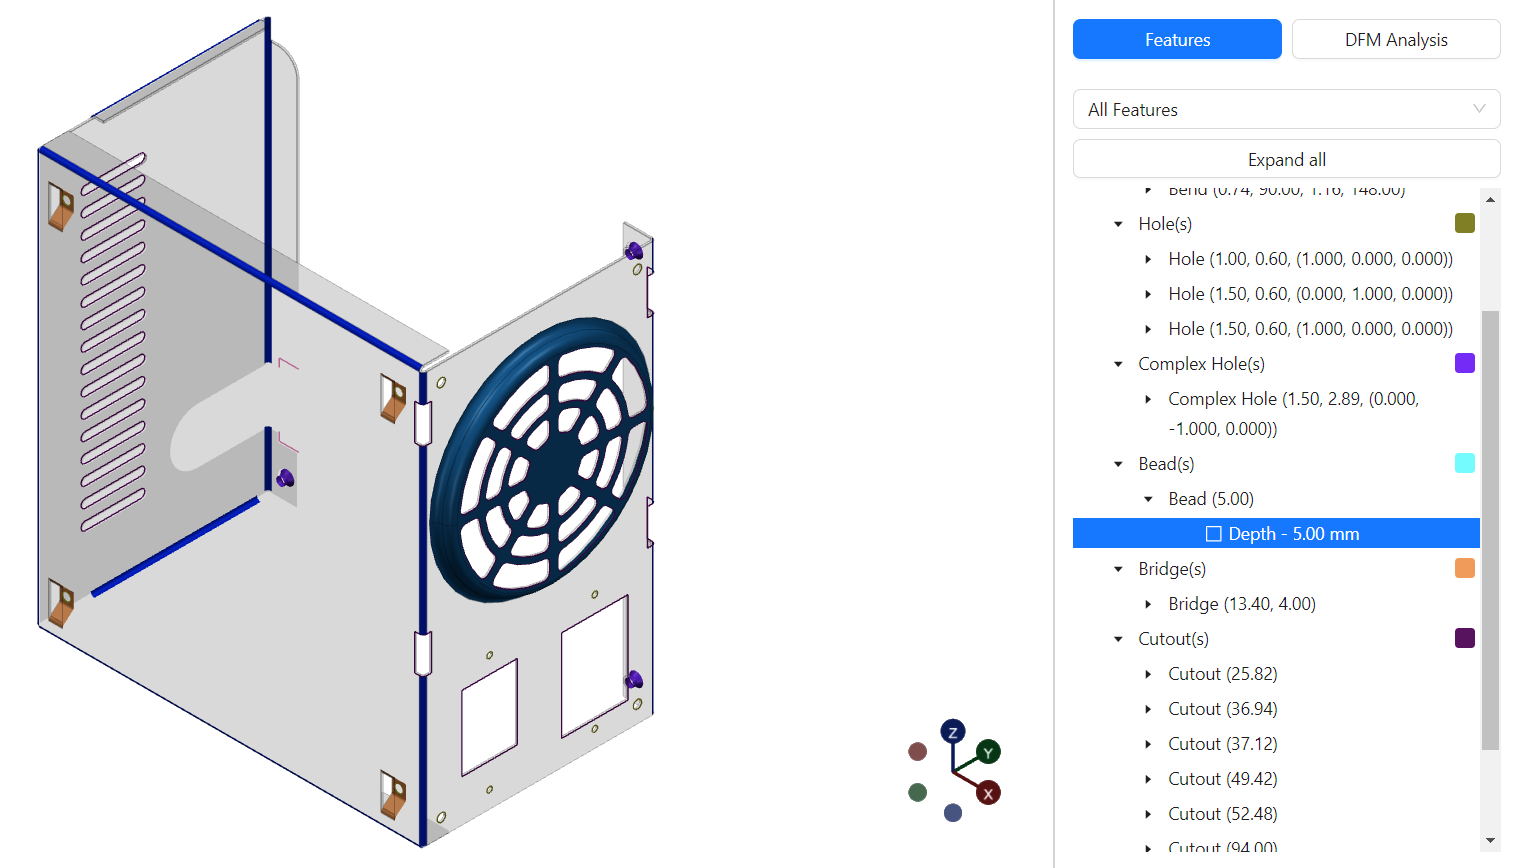 Features
DFM Analysis
All Features
Expand all
Bend (0.74, 90.00, 1.16, 148.00)
Hole(s)
Hole (1.00, 0.60, (1.000, 0.000, 0.000))
Hole (1.50, 0.60, (0.000, 1.000, 0.000))
Hole (1.50, 0.60, (1.000, 0.000, 0.000))
Complex Hole(s)
Complex Hole (1.50, 2.89, (0.000,
-1.000, 0.000))
Bead(s)
Bead (5.00)
Depth - 5.00 mm
Bridge(s)
Bridge (13.40, 4.00)
Cutout(s)
Cutout (25.82)
Cutout (36.94)
Cutout (37.12)
Cutout (49.42)
Cutout (52.48)
Cutout (94.00)
Z
Y
X